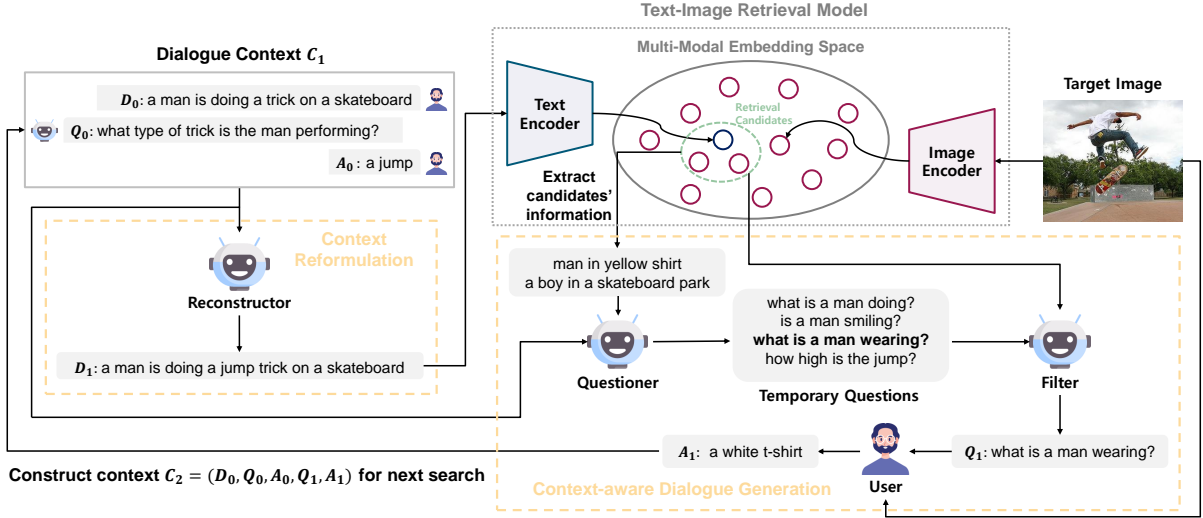 Text-Image Retrieval Model
Dialogue Context C₁
Multi-Modal Embedding Space
D₀: a man is doing a trick on a skateboard
Q₀: what type of trick is the man performing?
A₀: a jump
Text
Encoder
Retrieval
Candidates
Image
Encoder
Target Image
Extract
candidates'
information
Context
Reformulation
Reconstructor
D₁: a man is doing a jump trick on a skateboard
man in yellow shirt
a boy in a skateboard park
Questioner
what is a man doing?
is a man smiling?
what is a man wearing?
how high is the jump?
Temporary Questions
Filter
Q₁: what is a man wearing?
User
A₁: a white t-shirt
Construct context C₂ = (D₀, Q₀, A₀, Q₁, A₁) for next search
Context-aware Dialogue Generation